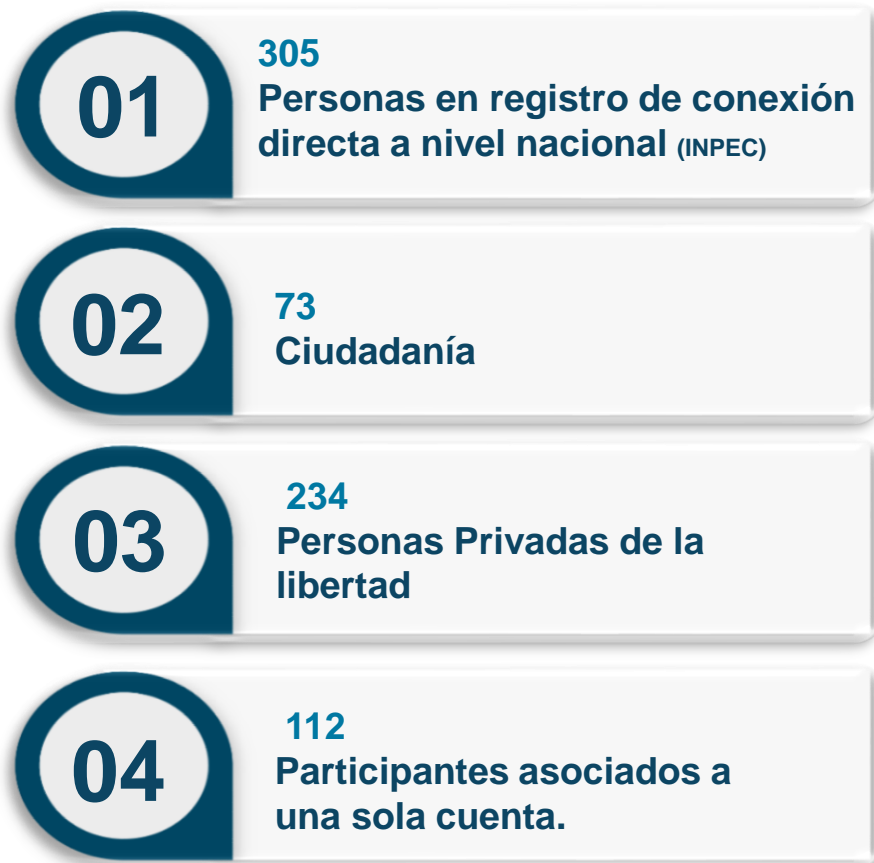 01
305
Personas en registro de conexión
directa a nivel nacional (INPEC)
02
73
Ciudadanía
03
234
Personas Privadas de la
libertad
04
112
Participantes asociados a
una sola cuenta.